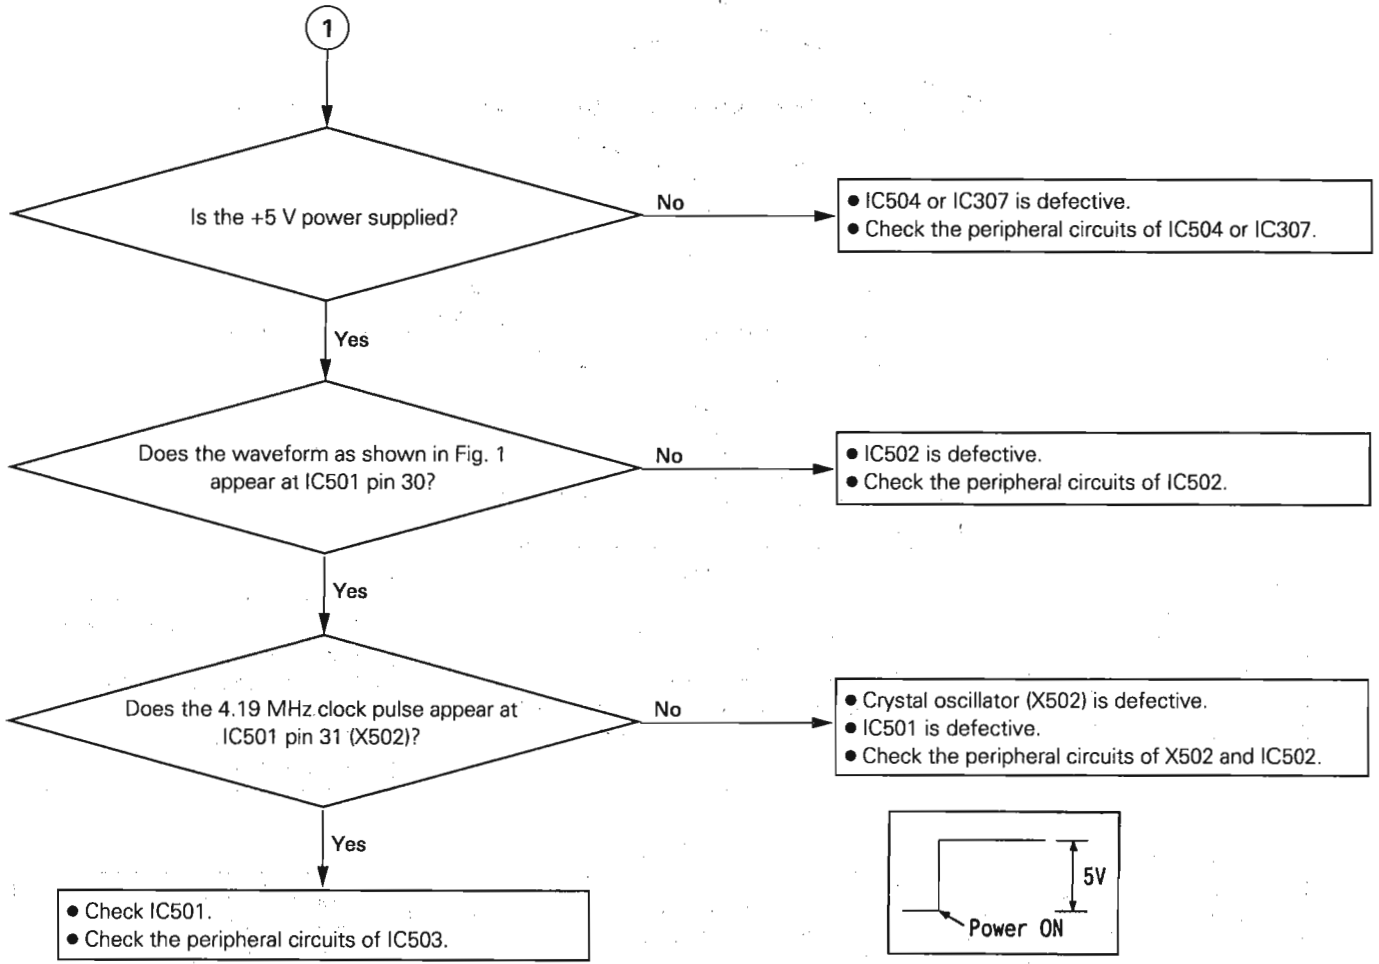 1
Is the +5 V power supplied?
No
● IC504 or IC307 is defective.
● Check the peripheral circuits of IC504 or IC307.
Yes
Does the waveform as shown in Fig. 1
appear at IC501 pin 30?
No
● IC502 is defective.
● Check the peripheral circuits of IC502.
Yes
Does the 4.19 MHz clock pulse appear at
IC501 pin 31 (X502)?
No
● Crystal oscillator (X502) is defective.
● IC501 is defective.
● Check the peripheral circuits of X502 and IC502.
Yes
● Check IC501.
● Check the peripheral circuits of IC503.
5V
Power ON